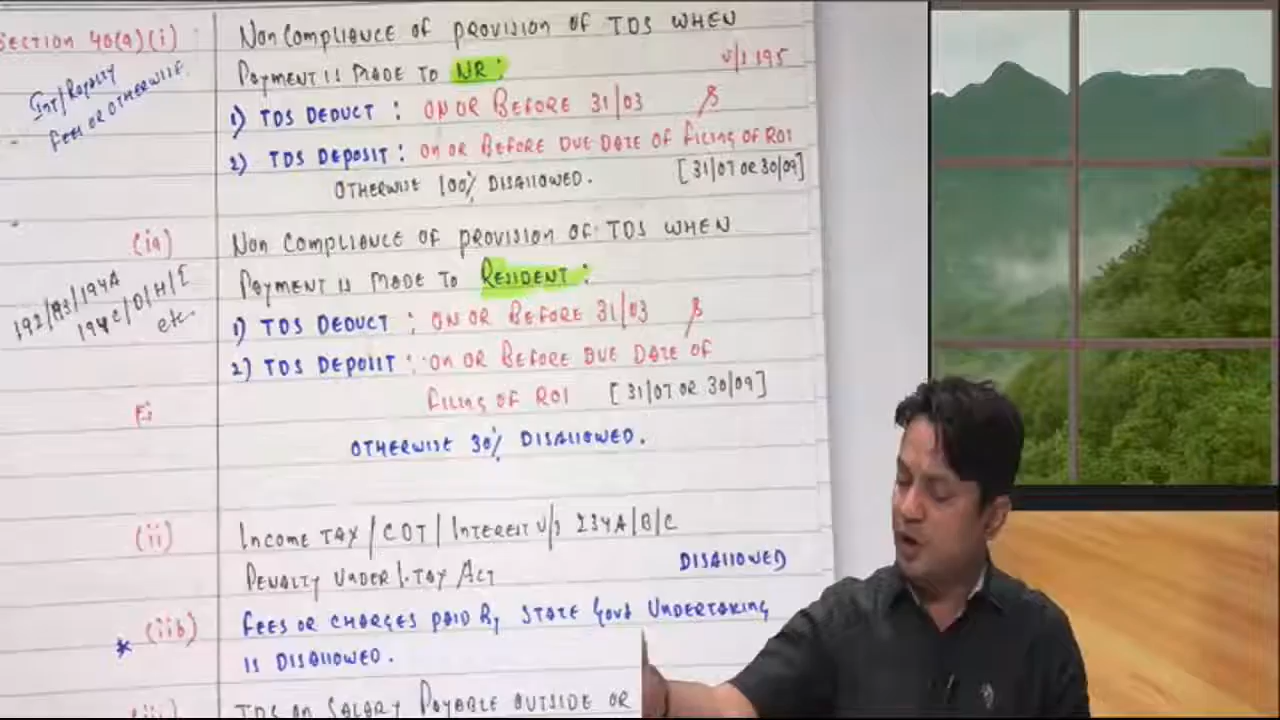 Section 40(a)(i) :
Non Compliance of provision of TDS WHEN
Payment is made to NR :
u/s 195
Int/Royalty
Fees or otherwise
1) TDS DEDUCT : ON OR BEFORE 31/03 &
2) TDS DEPOSIT : ON OR BEFORE DUE DATE OF FILING OF ROI
OTHERWISE 100% DISALLOWED. [31/07 OR 30/09]
(ia)
Non Compliance of provision of TDS WHEN
Payment is made to RESIDENT :
192/93/194A
194C/D/H/I
etc.
1) TDS DEDUCT : ON OR BEFORE 31/03 &
2) TDS DEPOSIT : ON OR BEFORE DUE DATE OF
FILING OF ROI [31/07 OR 30/09]
OTHERWISE 30% DISALLOWED.
(ii)
Income TAX / CDT / Interest u/s 234A/B/C
Penalty under I.Tax Act DISALLOWED
* (iib)
Fees or charges paid by State Govt Undertaking
is DISALLOWED.
(iii)
TDS on Salary Payable outside or